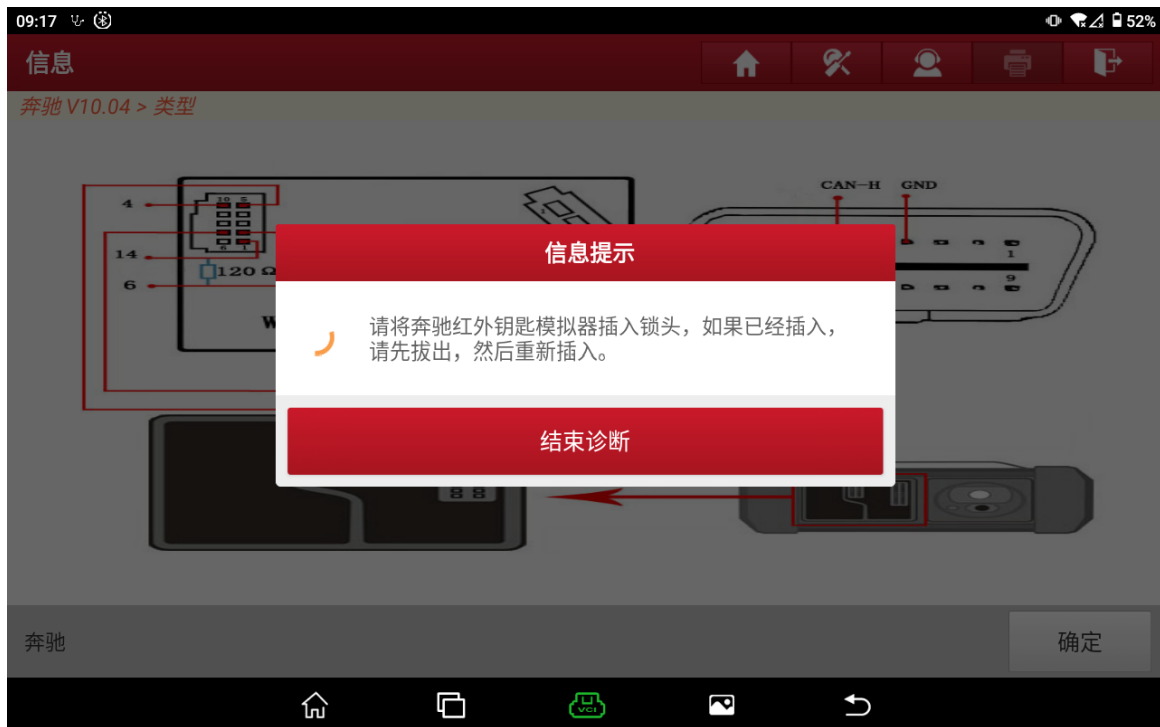 09:17
52%
信息
奔驰 V10.04 > 类型
CAN-H GND
4
10 5
14
6 1
120 Ω
6
W
1
9
信息提示
请将奔驰红外钥匙模拟器插入锁头，如果已经插入，
请先拔出，然后重新插入。
结束诊断
奔驰
确定
VCI